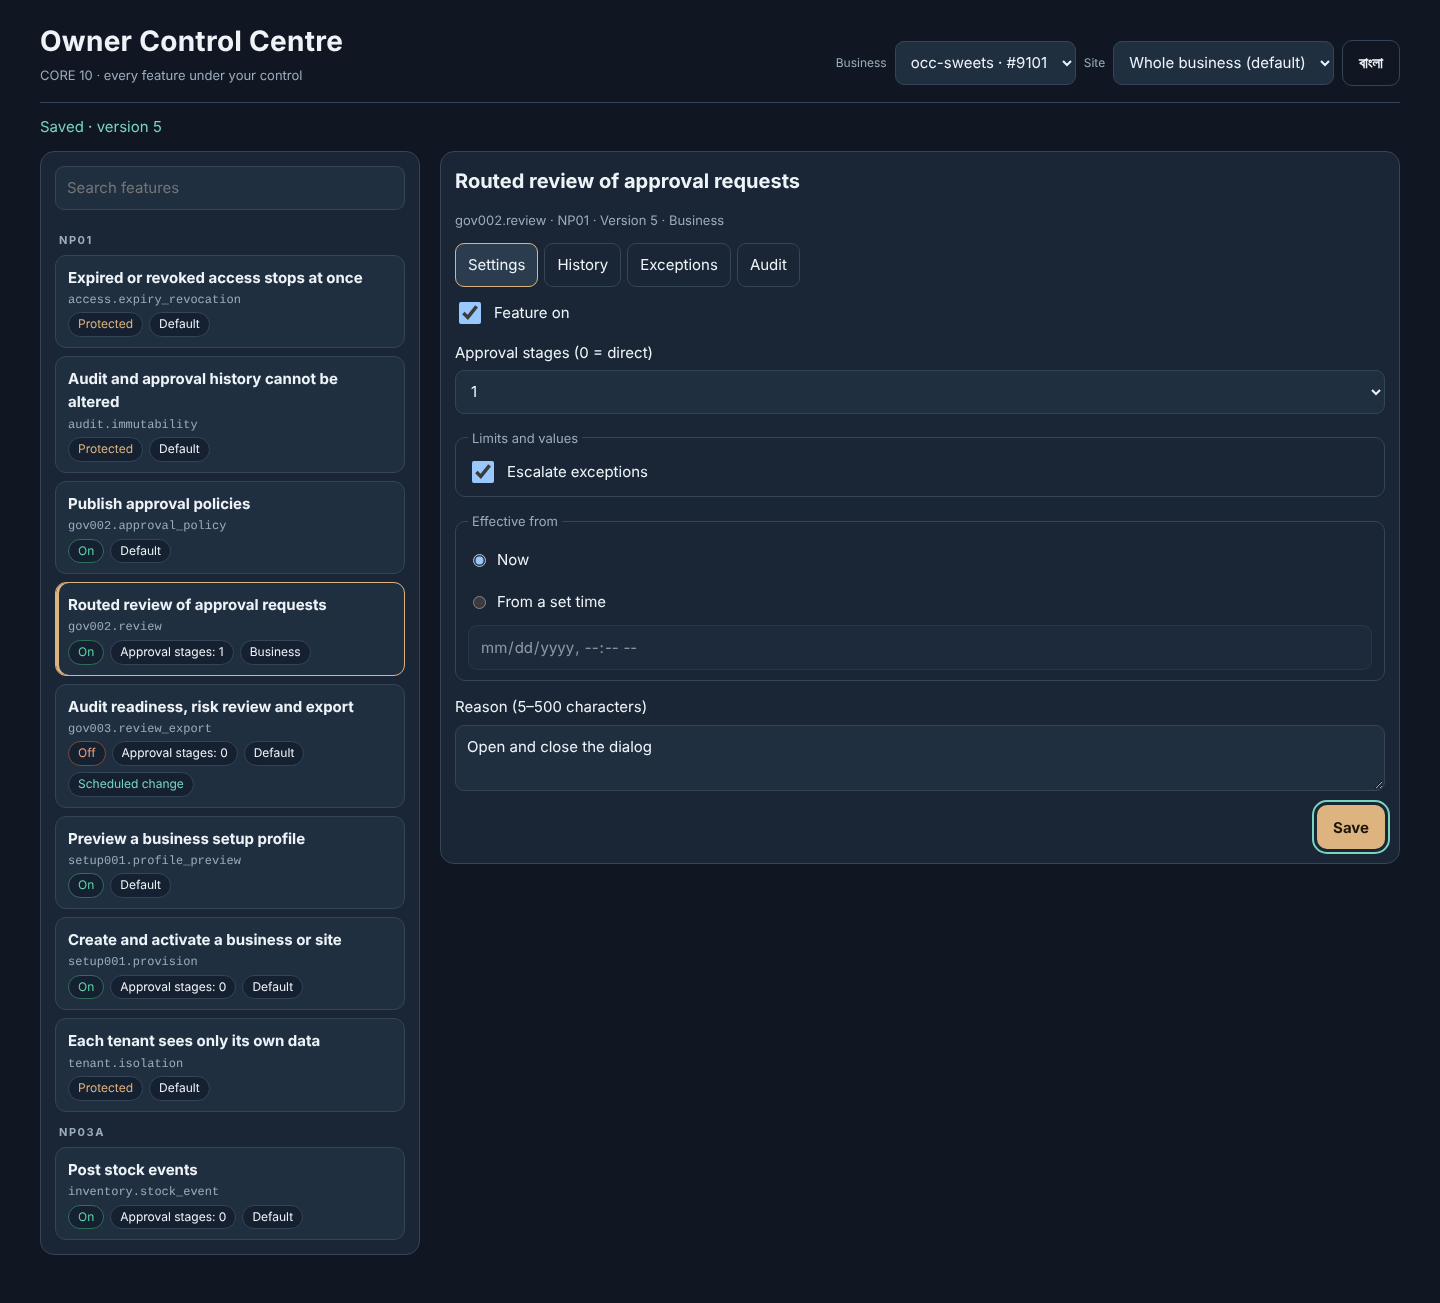 Owner Control Centre
CORE 10 · every feature under your control
Business
occ-sweets · #9101
Site
Whole business (default)
বাংলা
Saved · version 5
Search features
NP01
Expired or revoked access stops at once
access.expiry_revocation
Protected
Default
Audit and approval history cannot be
altered
audit.immutability
Protected
Default
Publish approval policies
gov002.approval_policy
On
Default
Routed review of approval requests
gov002.review
On
Approval stages: 1
Business
Audit readiness, risk review and export
gov003.review_export
Off
Approval stages: 0
Default
Scheduled change
Preview a business setup profile
setup001.profile_preview
On
Default
Create and activate a business or site
setup001.provision
On
Approval stages: 0
Default
Each tenant sees only its own data
tenant.isolation
Protected
Default
NP03A
Post stock events
inventory.stock_event
On
Approval stages: 0
Default
Routed review of approval requests
gov002.review · NP01 · Version 5 · Business
Settings
History
Exceptions
Audit
Feature on
Approval stages (0 = direct)
1
Limits and values
Escalate exceptions
Effective from
Now
From a set time
mm/dd/yyyy, --:-- --
Reason (5–500 characters)
Open and close the dialog
Save